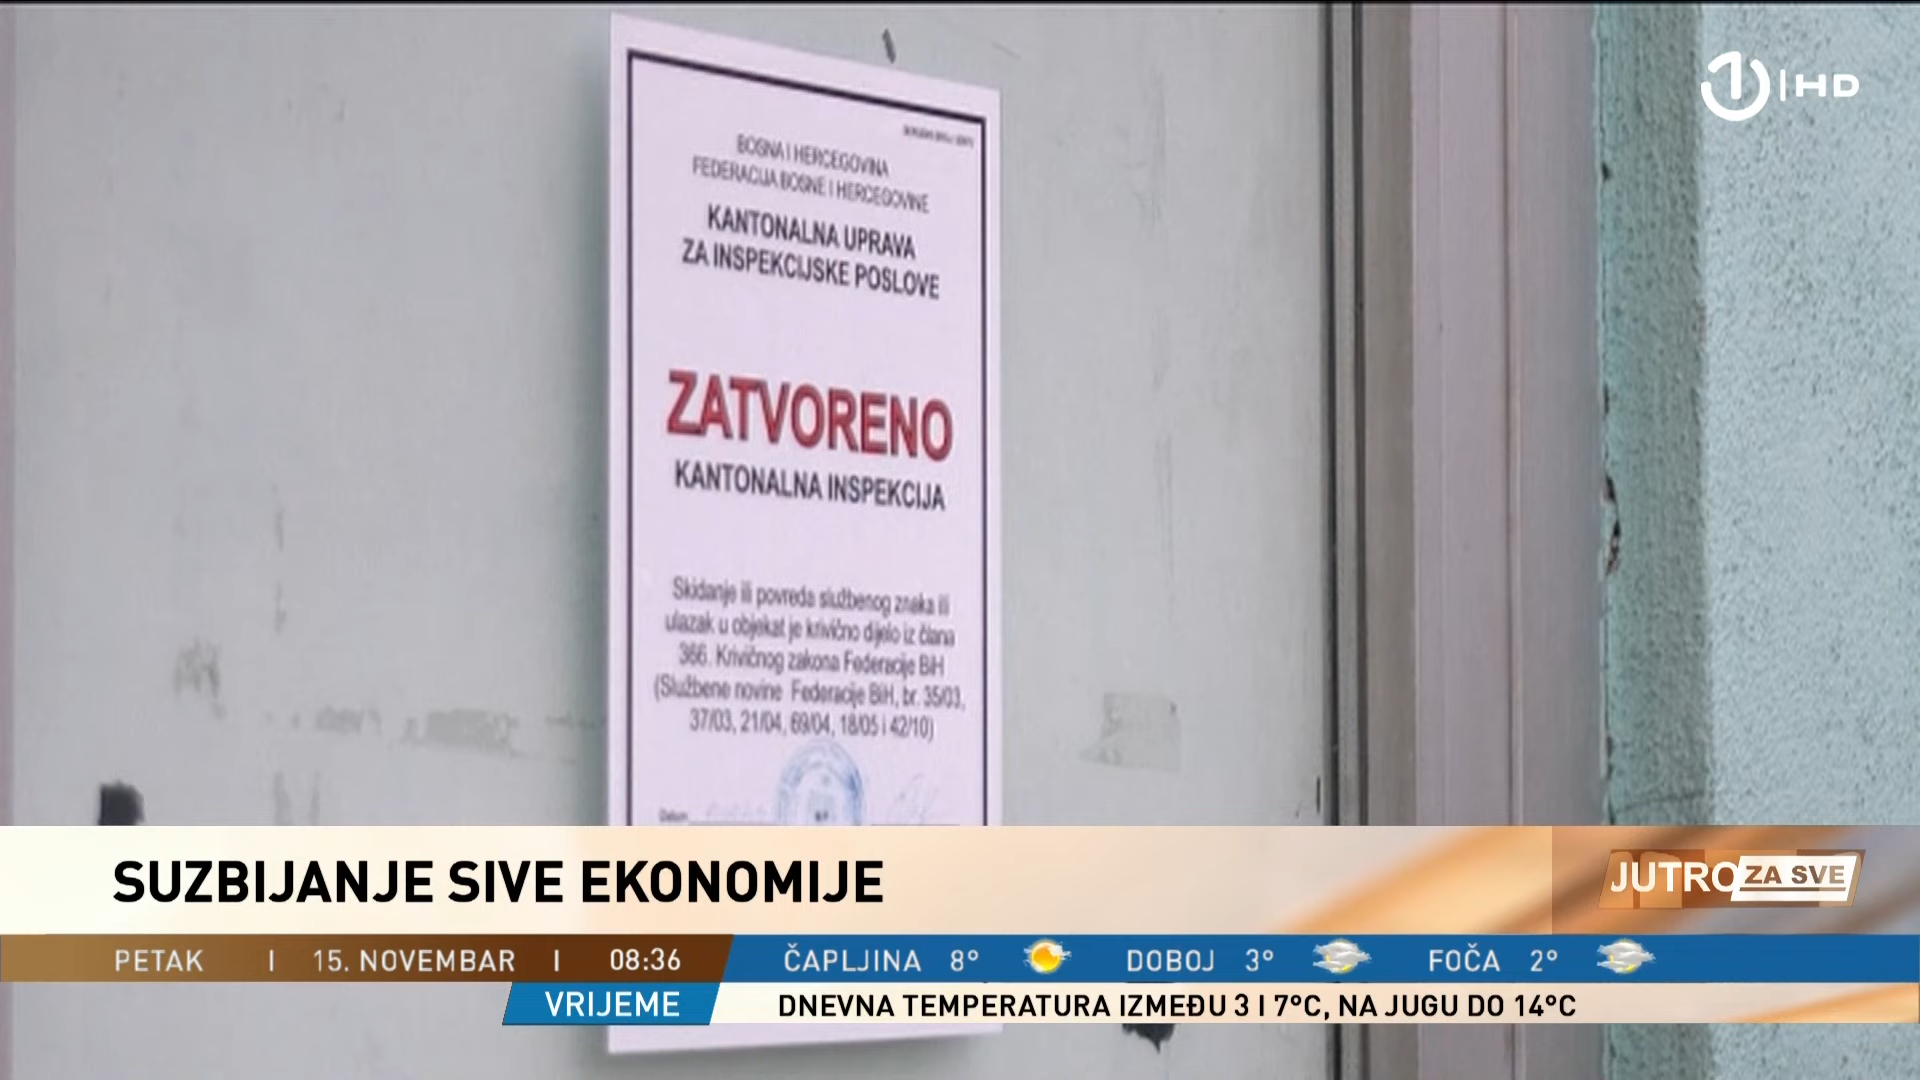 1 HD
BOSNA I HERCEGOVINA
FEDERACIJA BOSNE I HERCEGOVINE
KANTONALNA UPRAVA
ZA INSPEKCIJSKE POSLOVE
ZATVORENO
KANTONALNA INSPEKCIJA
Skidanje ili povreda službenog znaka ili
ulazak u objekat je krivično djelo iz člana
366. Krivičnog zakona Federacije BiH
(Službene novine Federacije BiH, br. 35/03,
37/03, 21/04, 69/04, 18/05 i 42/10)
Datum
SUZBIJANJE SIVE EKONOMIJE
JUTRO ZA SVE
PETAK I 15. NOVEMBAR I 08:36
ČAPLJINA 8° DOBOJ 3° FOČA 2°
VRIJEME DNEVNA TEMPERATURA IZMEĐU 3 I 7°C, NA JUGU DO 14°C